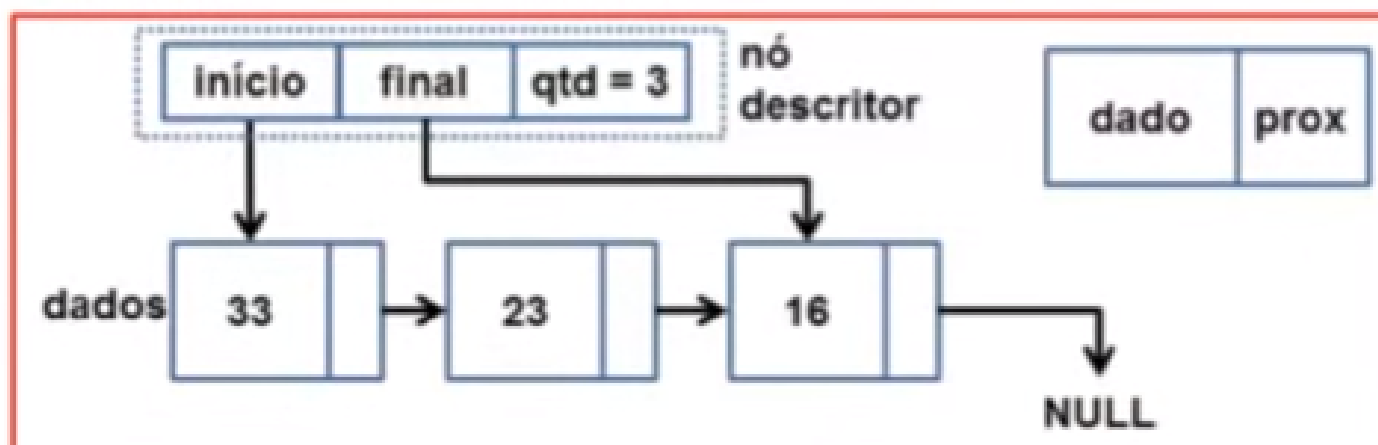 início final qtd = 3
nó
descritor
dado prox
dados 33 23 16
NULL